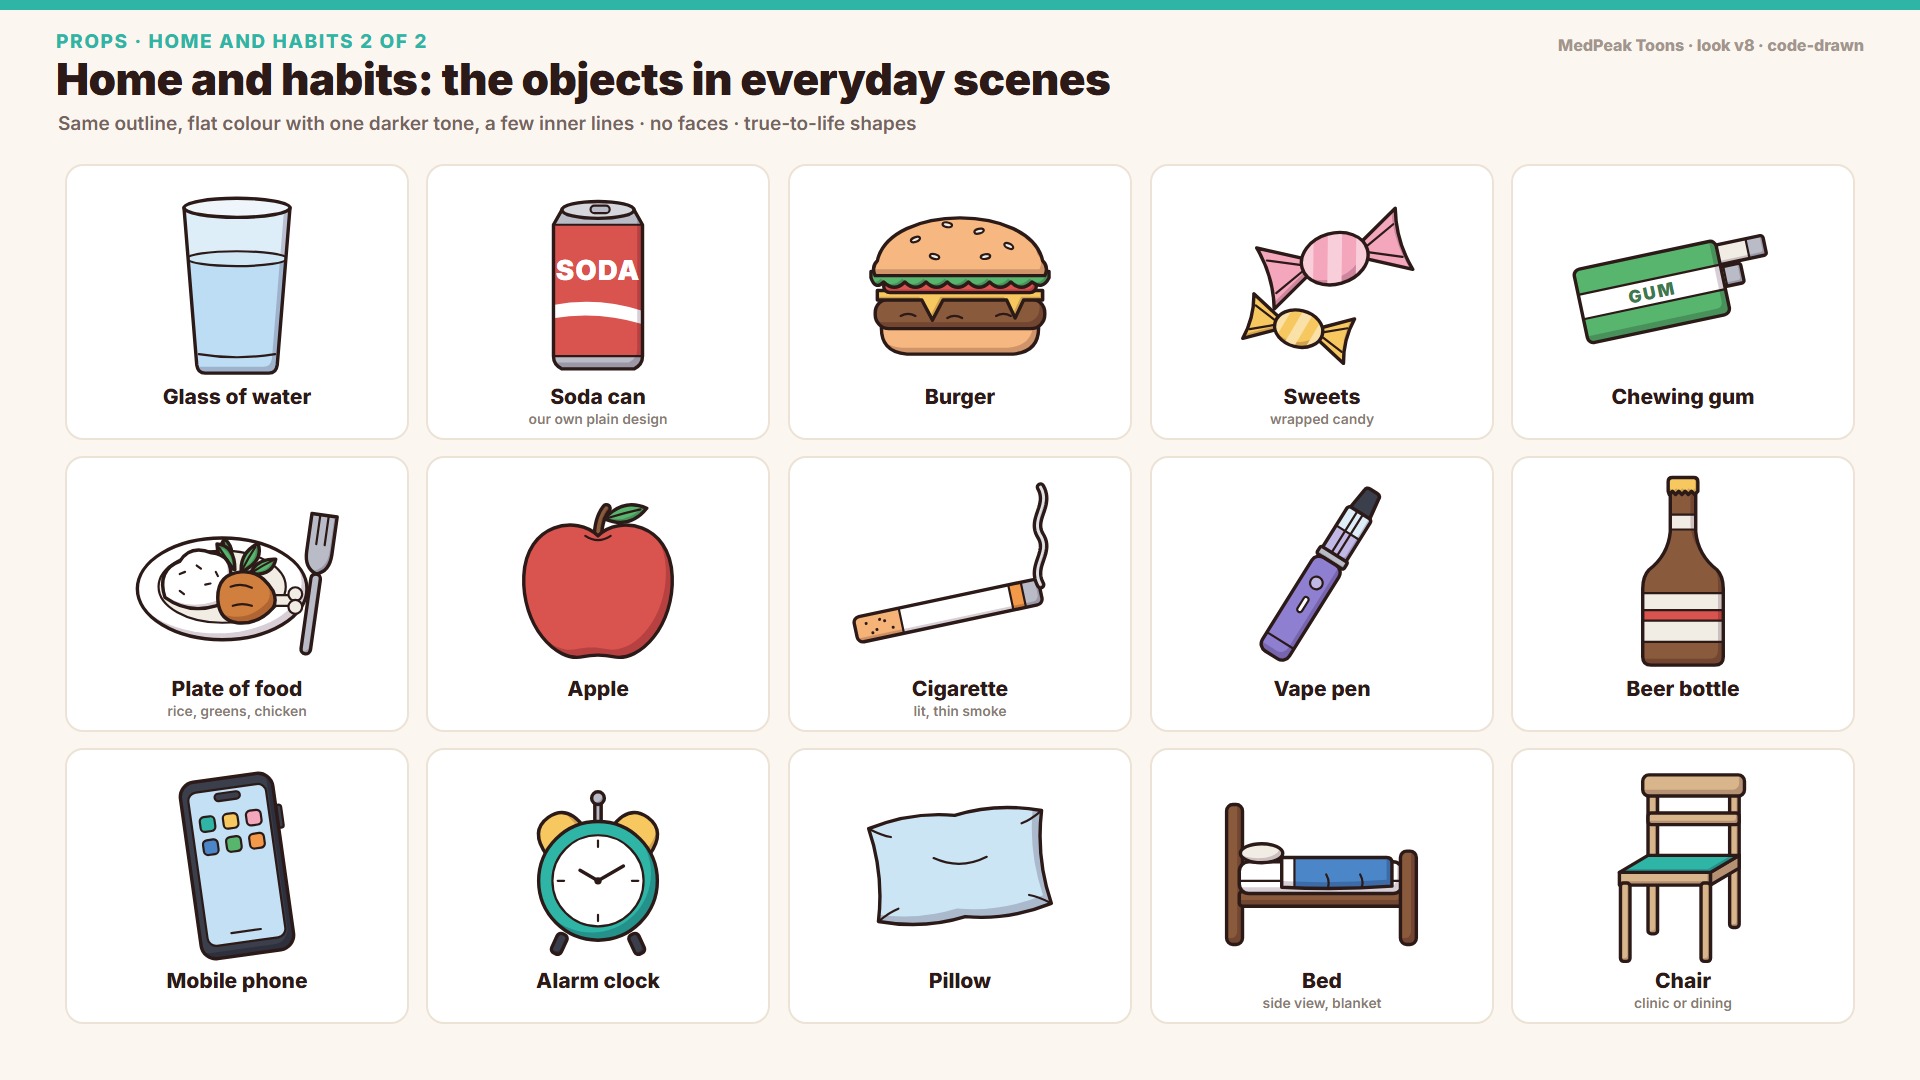 PROPS · HOME AND HABITS 2 OF 2
MedPeak Toons · look v8 · code-drawn
Home and habits: the objects in everyday scenes
Same outline, flat colour with one darker tone, a few inner lines · no faces · true-to-life shapes
SODA
GUM
Glass of water
Soda can
our own plain design
Burger
Sweets
wrapped candy
Chewing gum
Plate of food
rice, greens, chicken
Apple
Cigarette
lit, thin smoke
Vape pen
Beer bottle
Mobile phone
Alarm clock
Pillow
Bed
side view, blanket
Chair
clinic or dining